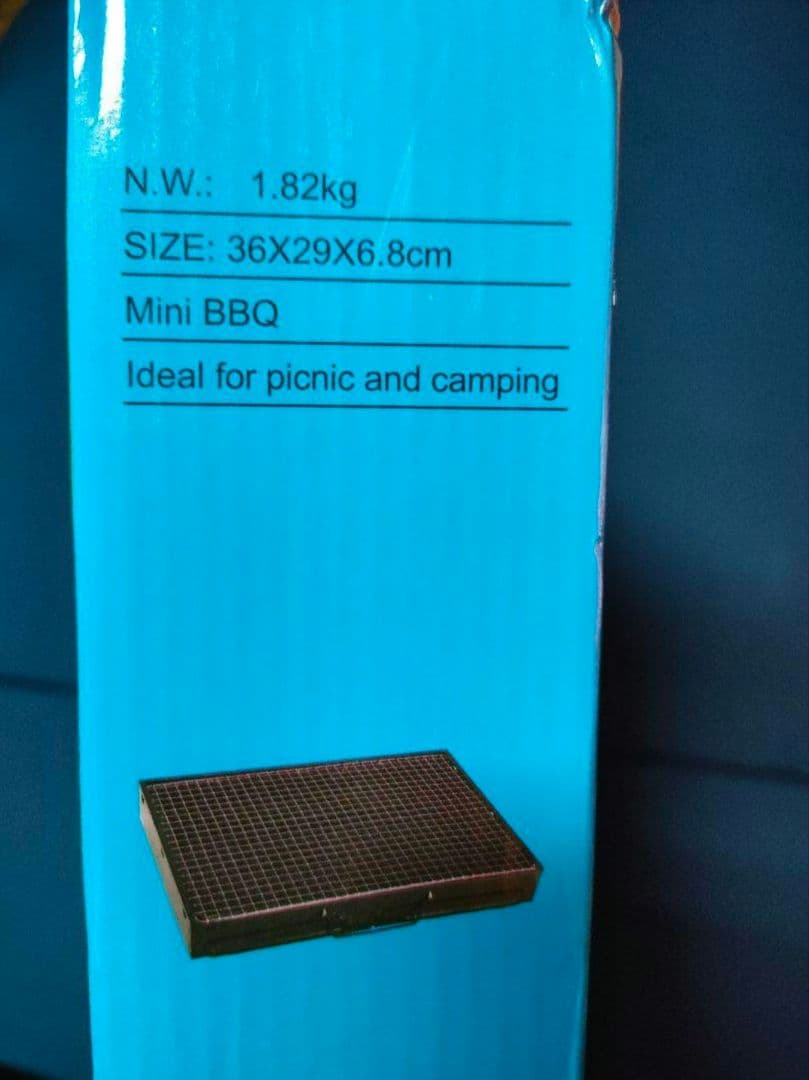 N.W.: 1.82kg
SIZE: 36X29X6.8cm
Mini BBQ
Ideal for picnic and camping